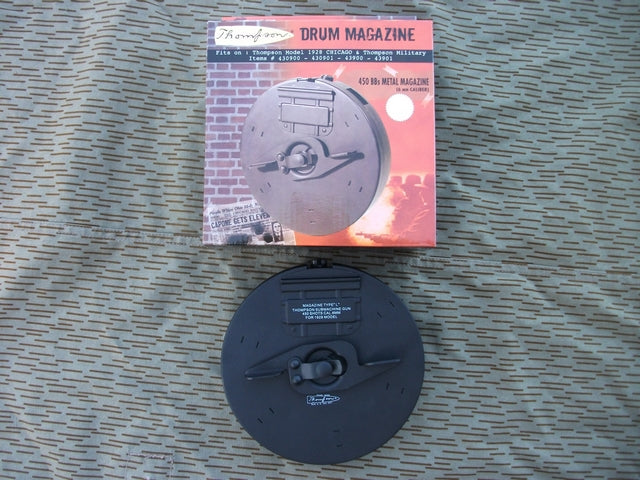 Thompson
DRUM MAGAZINE
Fits on : Thompson Model 1928 CHICAGO & Thompson Military
Items # 430900 - 430901 - 43900 - 43901
450 BBs METAL MAGAZINE
(6 mm CALIBER)
CAPONE GETS ELEVEN
MAGAZINE TYPE"L"
THOMPSON SUBMACHINE GUN
450 SHOTS CAL.6MM
FOR 1928 MODEL
Thompson